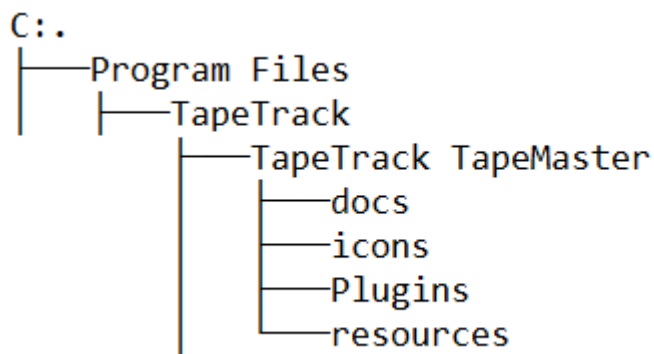 C:.
Program Files
TapeTrack
TapeTrack TapeMaster
docs
icons
Plugins
resources